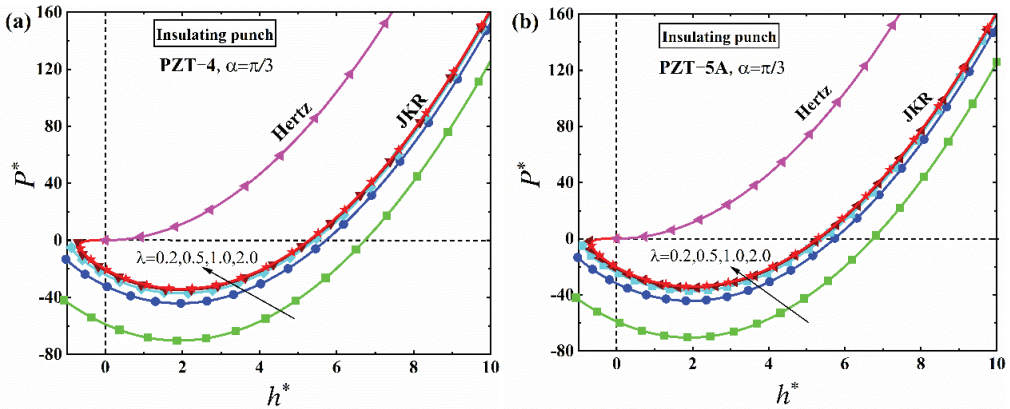 (a)
Insulating punch
PZT−4, α=π/3
Hertz
JKR
λ=0.2,0.5,1.0,2.0
P*
160
120
80
40
0
-40
-80
0
2
4
6
8
10
h*
(b)
Insulating punch
PZT−5A, α=π/3
Hertz
JKR
λ=0.2,0.5,1.0,2.0
P*
160
120
80
40
0
-40
-80
0
2
4
6
8
10
h*